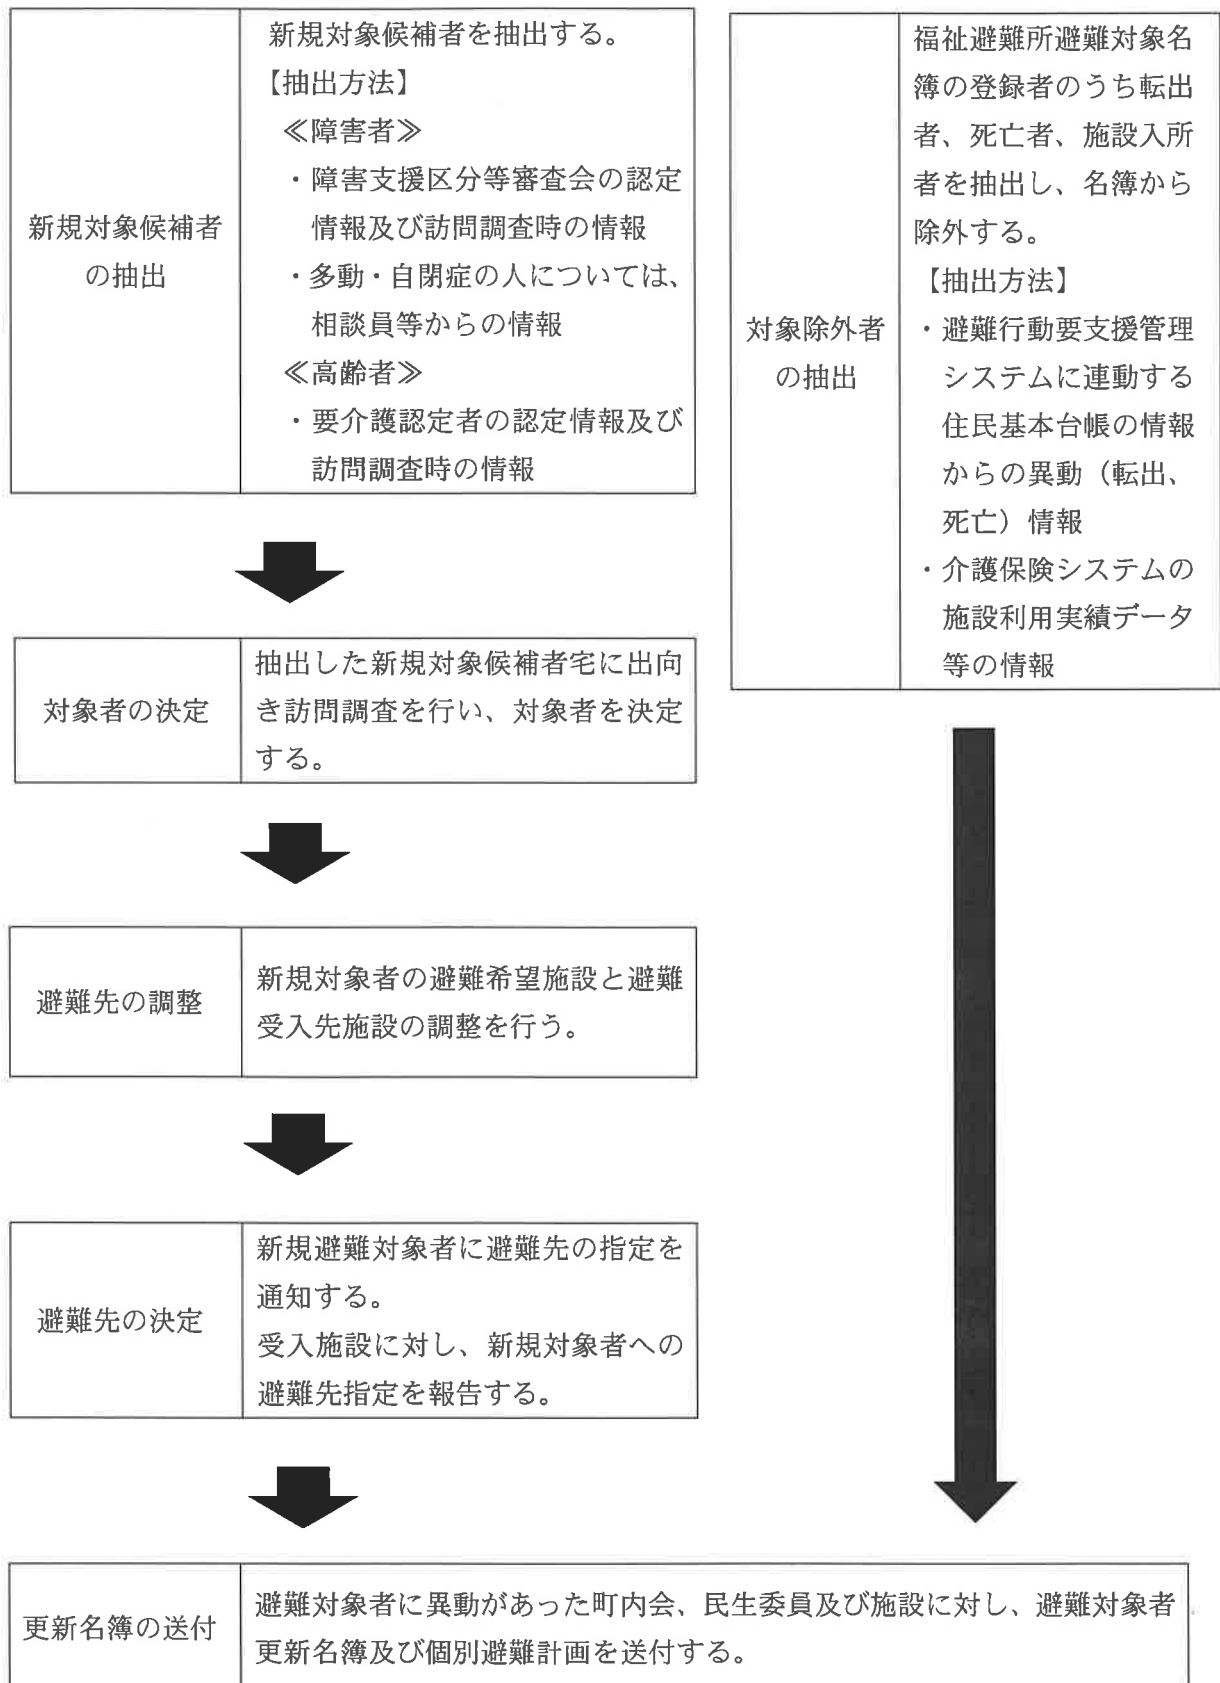 新規対象候補者
の抽出
新規対象候補者を抽出する。
【抽出方法】
≪障害者≫
・障害支援区分等審査会の認定
情報及び訪問調査時の情報
・多動・自閉症の人については、
相談員等からの情報
≪高齢者≫
・要介護認定者の認定情報及び
訪問調査時の情報
対象除外者
の抽出
福祉避難所避難対象名
簿の登録者のうち転出
者、死亡者、施設入所
者を抽出し、名簿から
除外する。
【抽出方法】
・避難行動要支援管理
システムに連動する
住民基本台帳の情報
からの異動（転出、
死亡）情報
・介護保険システムの
施設利用実績データ
等の情報
対象者の決定
抽出した新規対象候補者宅に出向
き訪問調査を行い、対象者を決定
する。
避難先の調整
新規対象者の避難希望施設と避難
受入先施設の調整を行う。
避難先の決定
新規避難対象者に避難先の指定を
通知する。
受入施設に対し、新規対象者への
避難先指定を報告する。
更新名簿の送付
避難対象者に異動があった町内会、民生委員及び施設に対し、避難対象者
更新名簿及び個別避難計画を送付する。